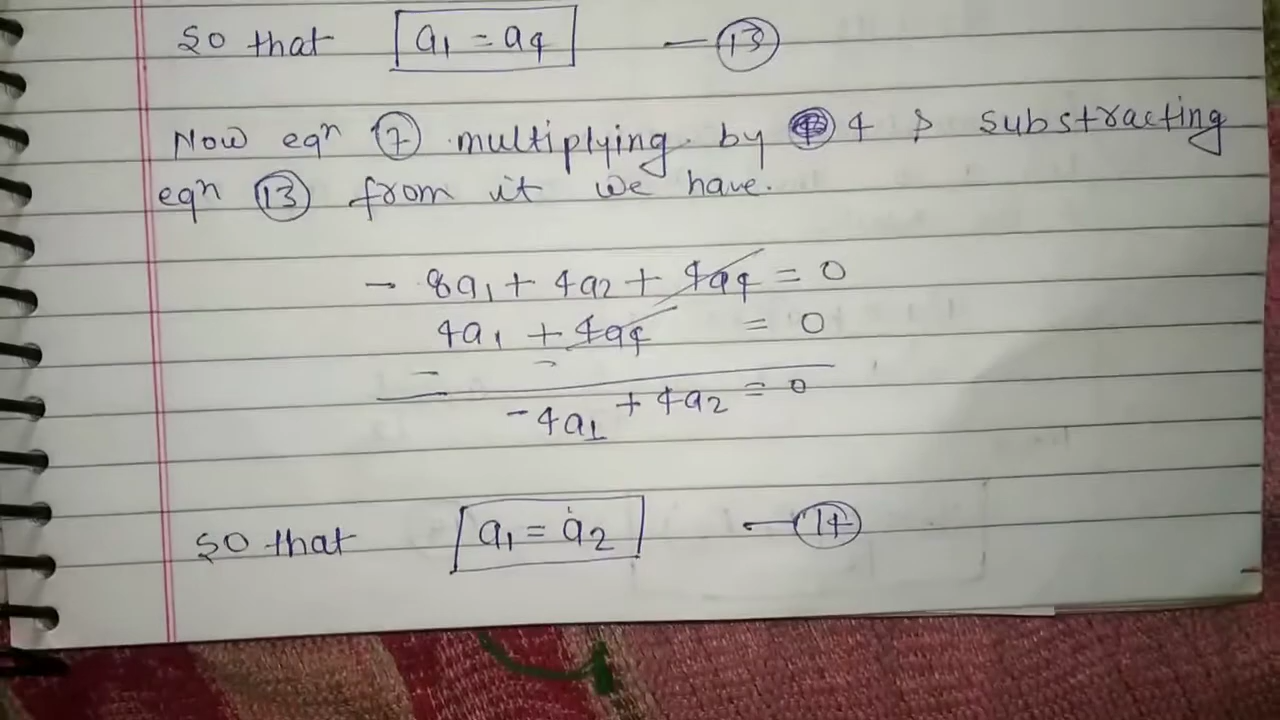 so that a₁ = a₄ — 13
Now eqⁿ 7 multiplying by 4 & substracting
eqⁿ 13 from it we have.
- 8a₁ + 4a₂ + 4a₄ = 0
4a₁ + 4a₄ = 0
- -
-4a₁ + 4a₂ = 0
so that a₁ = a₂ — 14